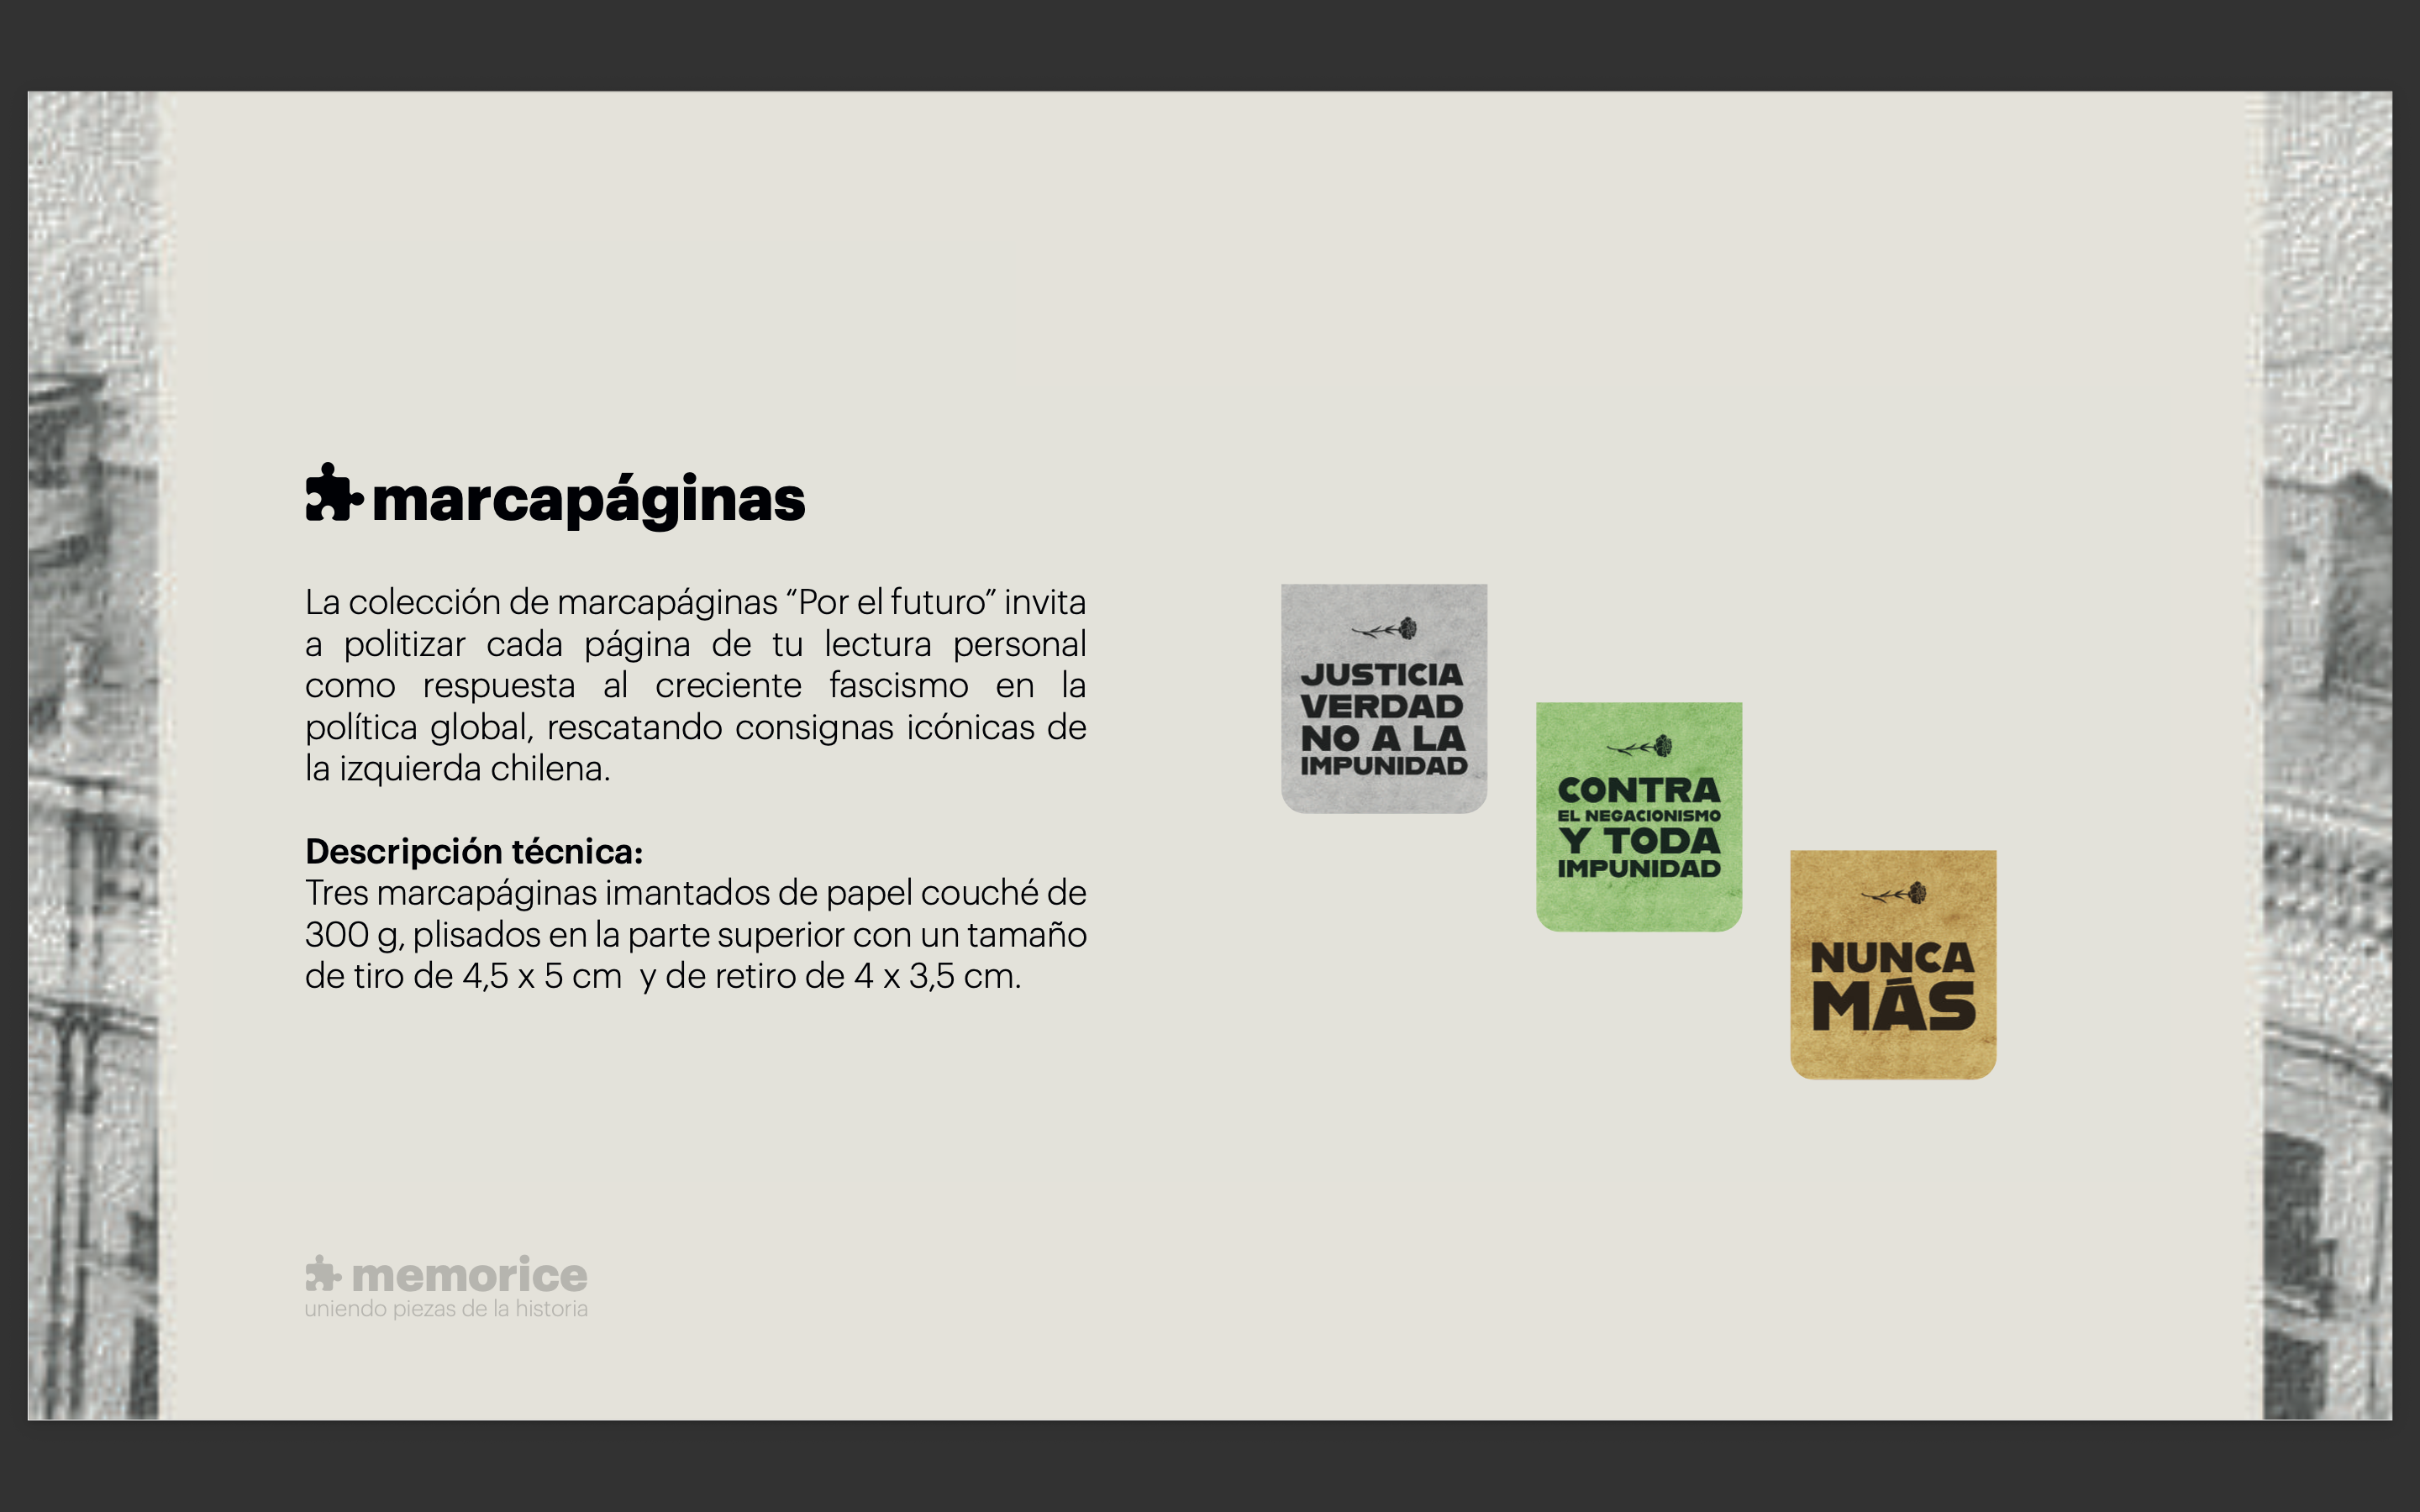 marcapáginas
La colección de marcapáginas “Por el futuro” invita
a politizar cada página de tu lectura personal
como respuesta al creciente fascismo en la
política global, rescatando consignas icónicas de
la izquierda chilena.
Descripción técnica:
Tres marcapáginas imantados de papel couché de
300 g, plisados en la parte superior con un tamaño
de tiro de 4,5 x 5 cm  y de retiro de 4 x 3,5 cm.
JUSTICIA
VERDAD
NO A LA
IMPUNIDAD
CONTRA
EL NEGACIONISMO
Y TODA
IMPUNIDAD
NUNCA
MÁS
memorice
uniendo piezas de la historia